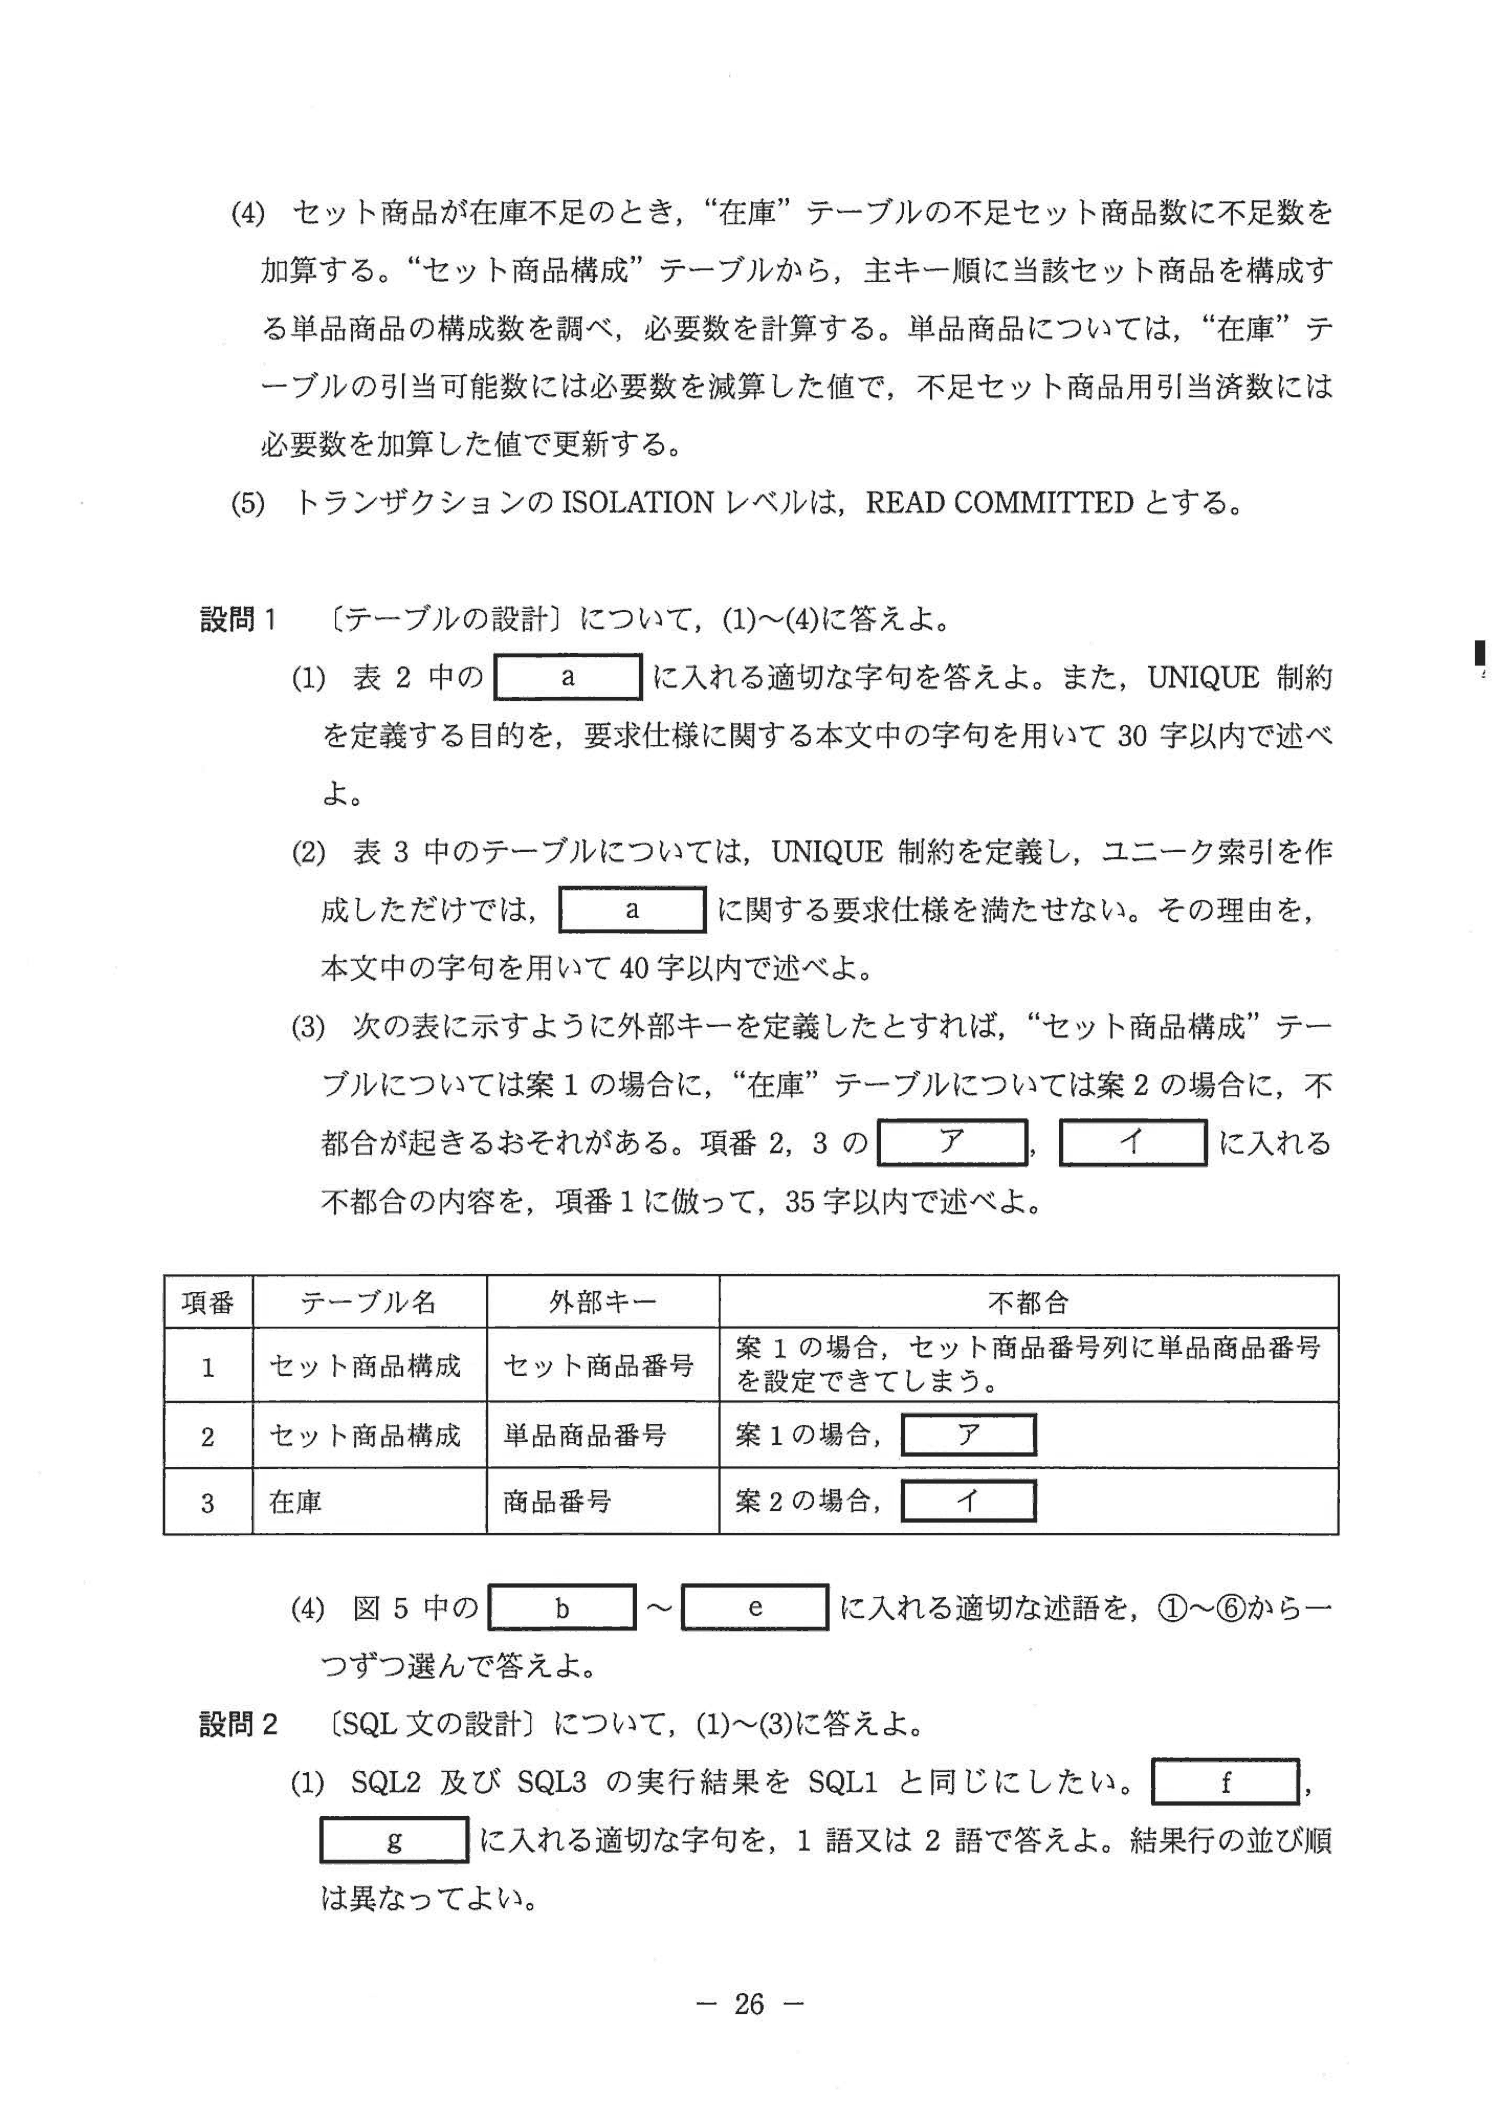 (4) セット商品が在庫不足のとき，“在庫” テーブルの不足セット商品数に不足数を
加算する。“セット商品構成” テーブルから，主キー順に当該セット商品を構成す
る単品商品の構成数を調べ，必要数を計算する。単品商品については，“在庫” テ
ーブルの引当可能数には必要数を減算した値で，不足セット商品用引当済数には
必要数を加算した値で更新する。
(5) トランザクションの ISOLATION レベルは，READ COMMITTED とする。
設問1 〔テーブルの設計〕について，(1)～(4)に答えよ。
(1) 表 2 中の a に入れる適切な字句を答えよ。また，UNIQUE 制約
を定義する目的を，要求仕様に関する本文中の字句を用いて 30 字以内で述べ
よ。
(2) 表 3 中のテーブルについては，UNIQUE 制約を定義し，ユニーク索引を作
成しただけでは， a に関する要求仕様を満たせない。その理由を，
本文中の字句を用いて 40 字以内で述べよ。
(3) 次の表に示すように外部キーを定義したとすれば，“セット商品構成” テー
ブルについては案 1 の場合に，“在庫” テーブルについては案 2 の場合に，不
都合が起きるおそれがある。項番 2，3 の ア ， イ に入れる
不都合の内容を，項番 1 に倣って，35 字以内で述べよ。
項番 テーブル名 外部キー 不都合
1 セット商品構成 セット商品番号 案 1 の場合，セット商品番号列に単品商品番号
を設定できてしまう。
2 セット商品構成 単品商品番号 案 1 の場合， ア
3 在庫 商品番号 案 2 の場合， イ
(4) 図 5 中の b ～ e に入れる適切な述語を，①～⑥から一
つずつ選んで答えよ。
設問2 〔SQL 文の設計〕について，(1)～(3)に答えよ。
(1) SQL2 及び SQL3 の実行結果を SQL1 と同じにしたい。 f ，
g に入れる適切な字句を，1 語又は 2 語で答えよ。結果行の並び順
は異なってよい。
－ 26 －